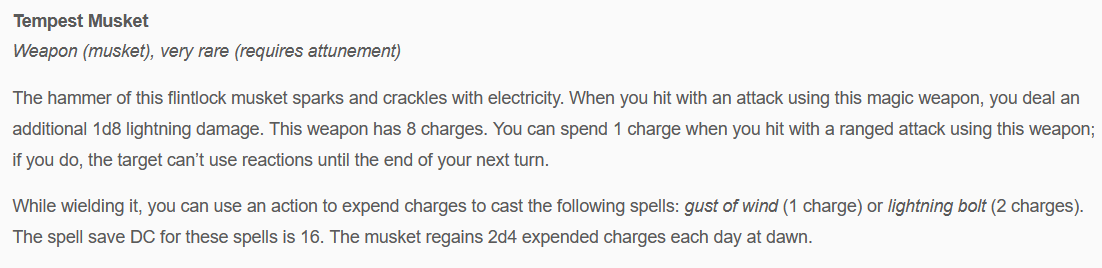 Tempest Musket
Weapon (musket), very rare (requires attunement)
The hammer of this flintlock musket sparks and crackles with electricity. When you hit with an attack using this magic weapon, you deal an
additional 1d8 lightning damage. This weapon has 8 charges. You can spend 1 charge when you hit with a ranged attack using this weapon;
if you do, the target can’t use reactions until the end of your next turn.
While wielding it, you can use an action to expend charges to cast the following spells: gust of wind (1 charge) or lightning bolt (2 charges).
The spell save DC for these spells is 16. The musket regains 2d4 expended charges each day at dawn.